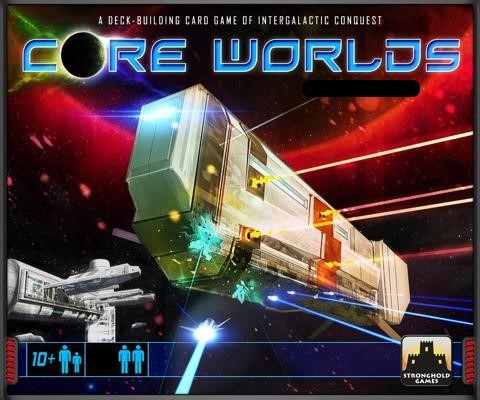 A DECK-BUILDING CARD GAME OF INTERGALACTIC CONQUEST
CORE WORLDS
10+
STRONGHOLD
GAMES